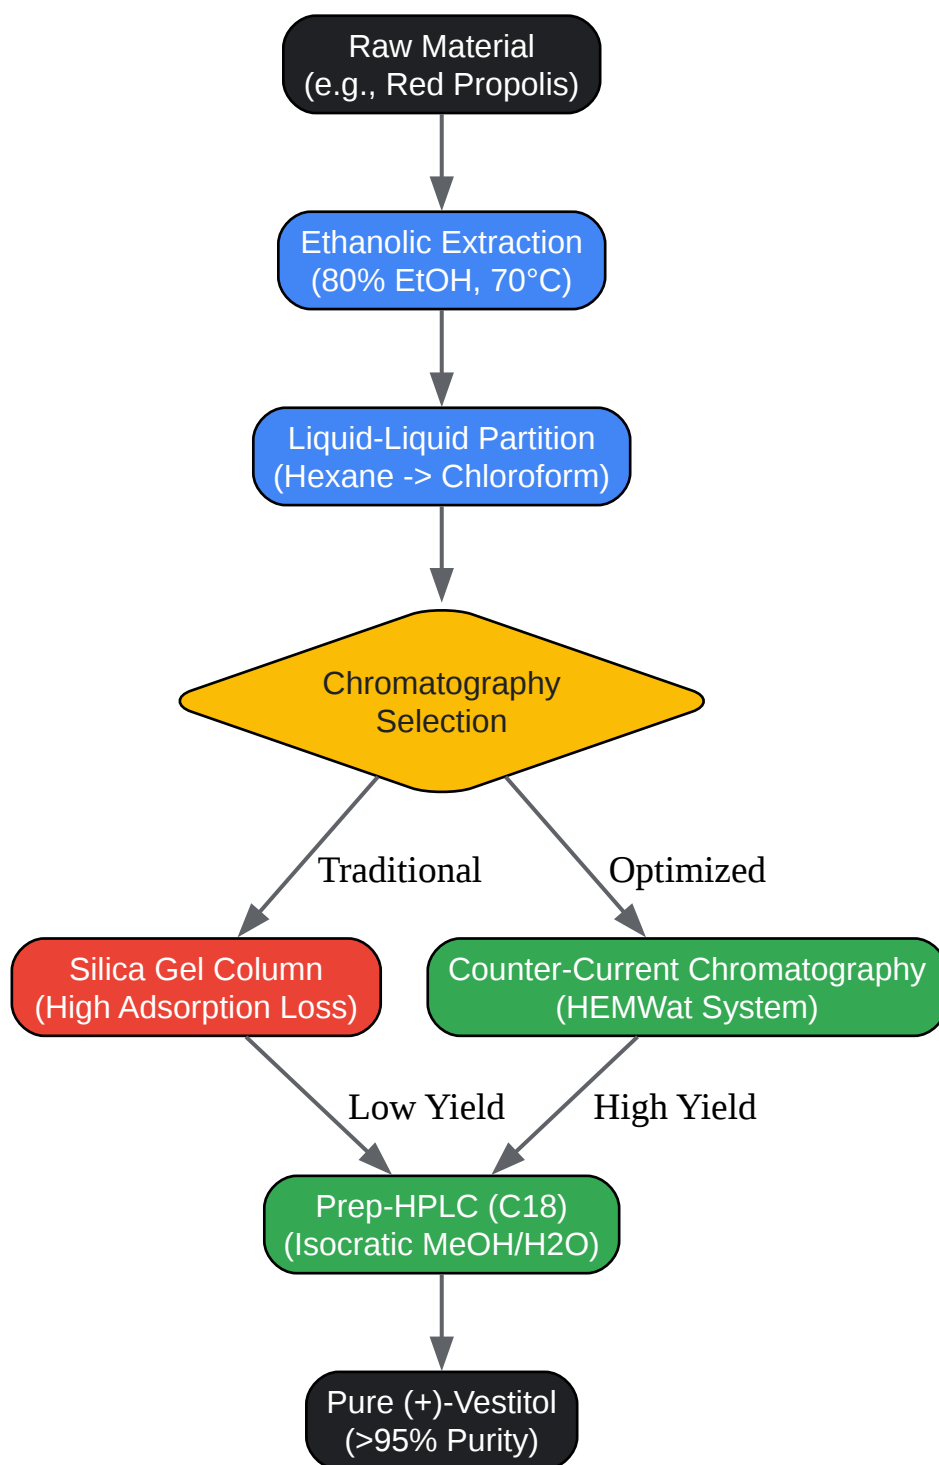 Raw Material
(e.g., Red Propolis)
Ethanolic Extraction
(80% EtOH, 70°C)
Liquid-Liquid Partition
(Hexane -> Chloroform)
Chromatography
Selection
Traditional
Optimized
Silica Gel Column
(High Adsorption Loss)
Counter-Current Chromatography
(HEMWat System)
Low Yield
High Yield
Prep-HPLC (C18)
(Isocratic MeOH/H2O)
Pure (+)-Vestitol
(>95% Purity)